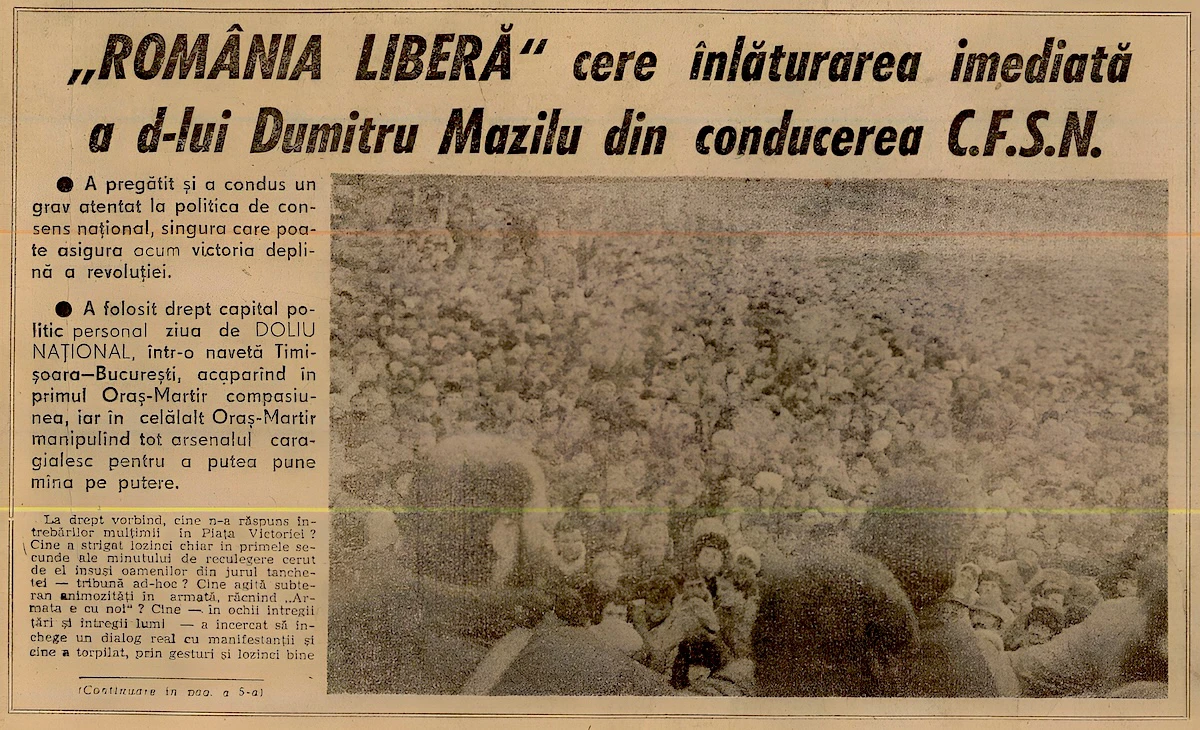 „ROMÂNIA LIBERĂ“ cere înlăturarea imediată
a d-lui Dumitru Mazilu din conducerea C.F.S.N.
● A pregătit și a condus un
grav atentat la politica de con-
sens național, singura care poa-
te asigura acum victoria depli-
nă a revoluției.
● A folosit drept capital po-
litic personal ziua de DOLIU
NAȚIONAL, într-o navetă Timi-
șoara—București, acaparînd în
primul Oraș-Martir compasiu-
nea, iar în celălalt Oraș-Martir
manipulînd tot arsenalul cara-
gialesc pentru a putea pune
mîna pe putere.
La drept vorbind, cine n-a răspuns în-
trebărilor mulțimii în Piața Victoriei ?
Cine a strigat lozinci chiar în primele se-
cunde ale minutului de reculegere cerut
de el însuși oamenilor din jurul tanche-
tei — tribună ad-hoc ? Cine agită subte-
ran animozități în armată, răcnind „Ar-
mata e cu noi“ ? Cine — în ochii întregii
țări și întregii lumi — a încercat să în-
chege un dialog real cu manifestanții și
cine a torpilat, prin gesturi și lozinci bine
(Continuare în pag. a 5-a)